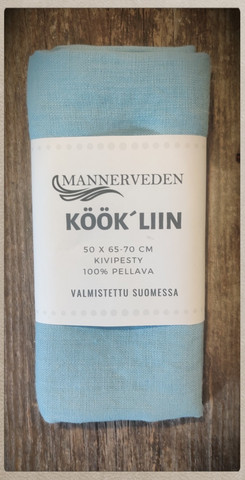 MANNERVEDEN
KÖÖK´LIIN
50 X 65-70 CM
KIVIPESTY
100% PELLAVA
VALMISTETTU SUOMESSA